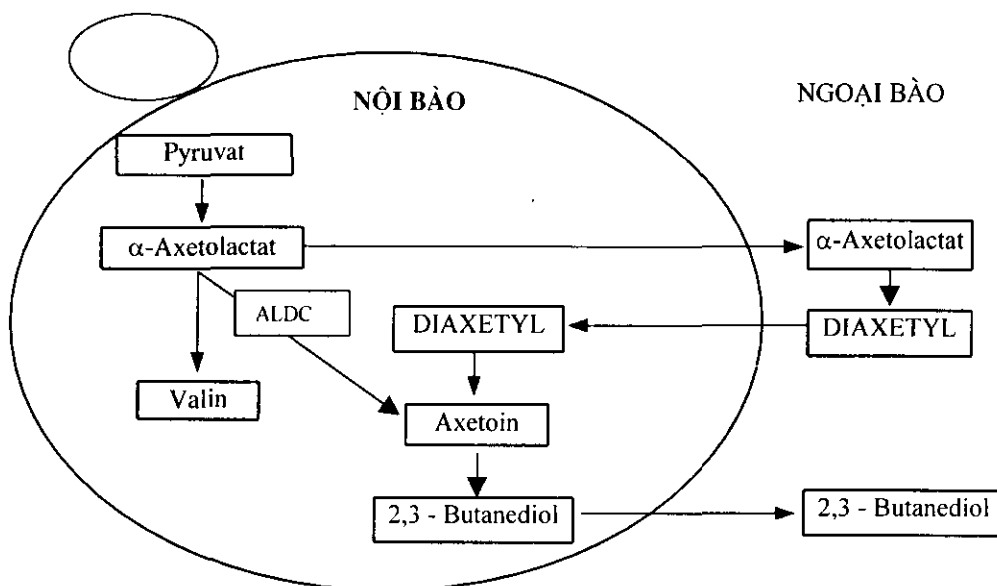 NỘI BÀO
NGOẠI BÀO
Pyruvat
α-Axetolactat
α-Axetolactat
ALDC
DIAXETYL
DIAXETYL
Valin
Axetoin
2,3 - Butanediol
2,3 - Butanediol